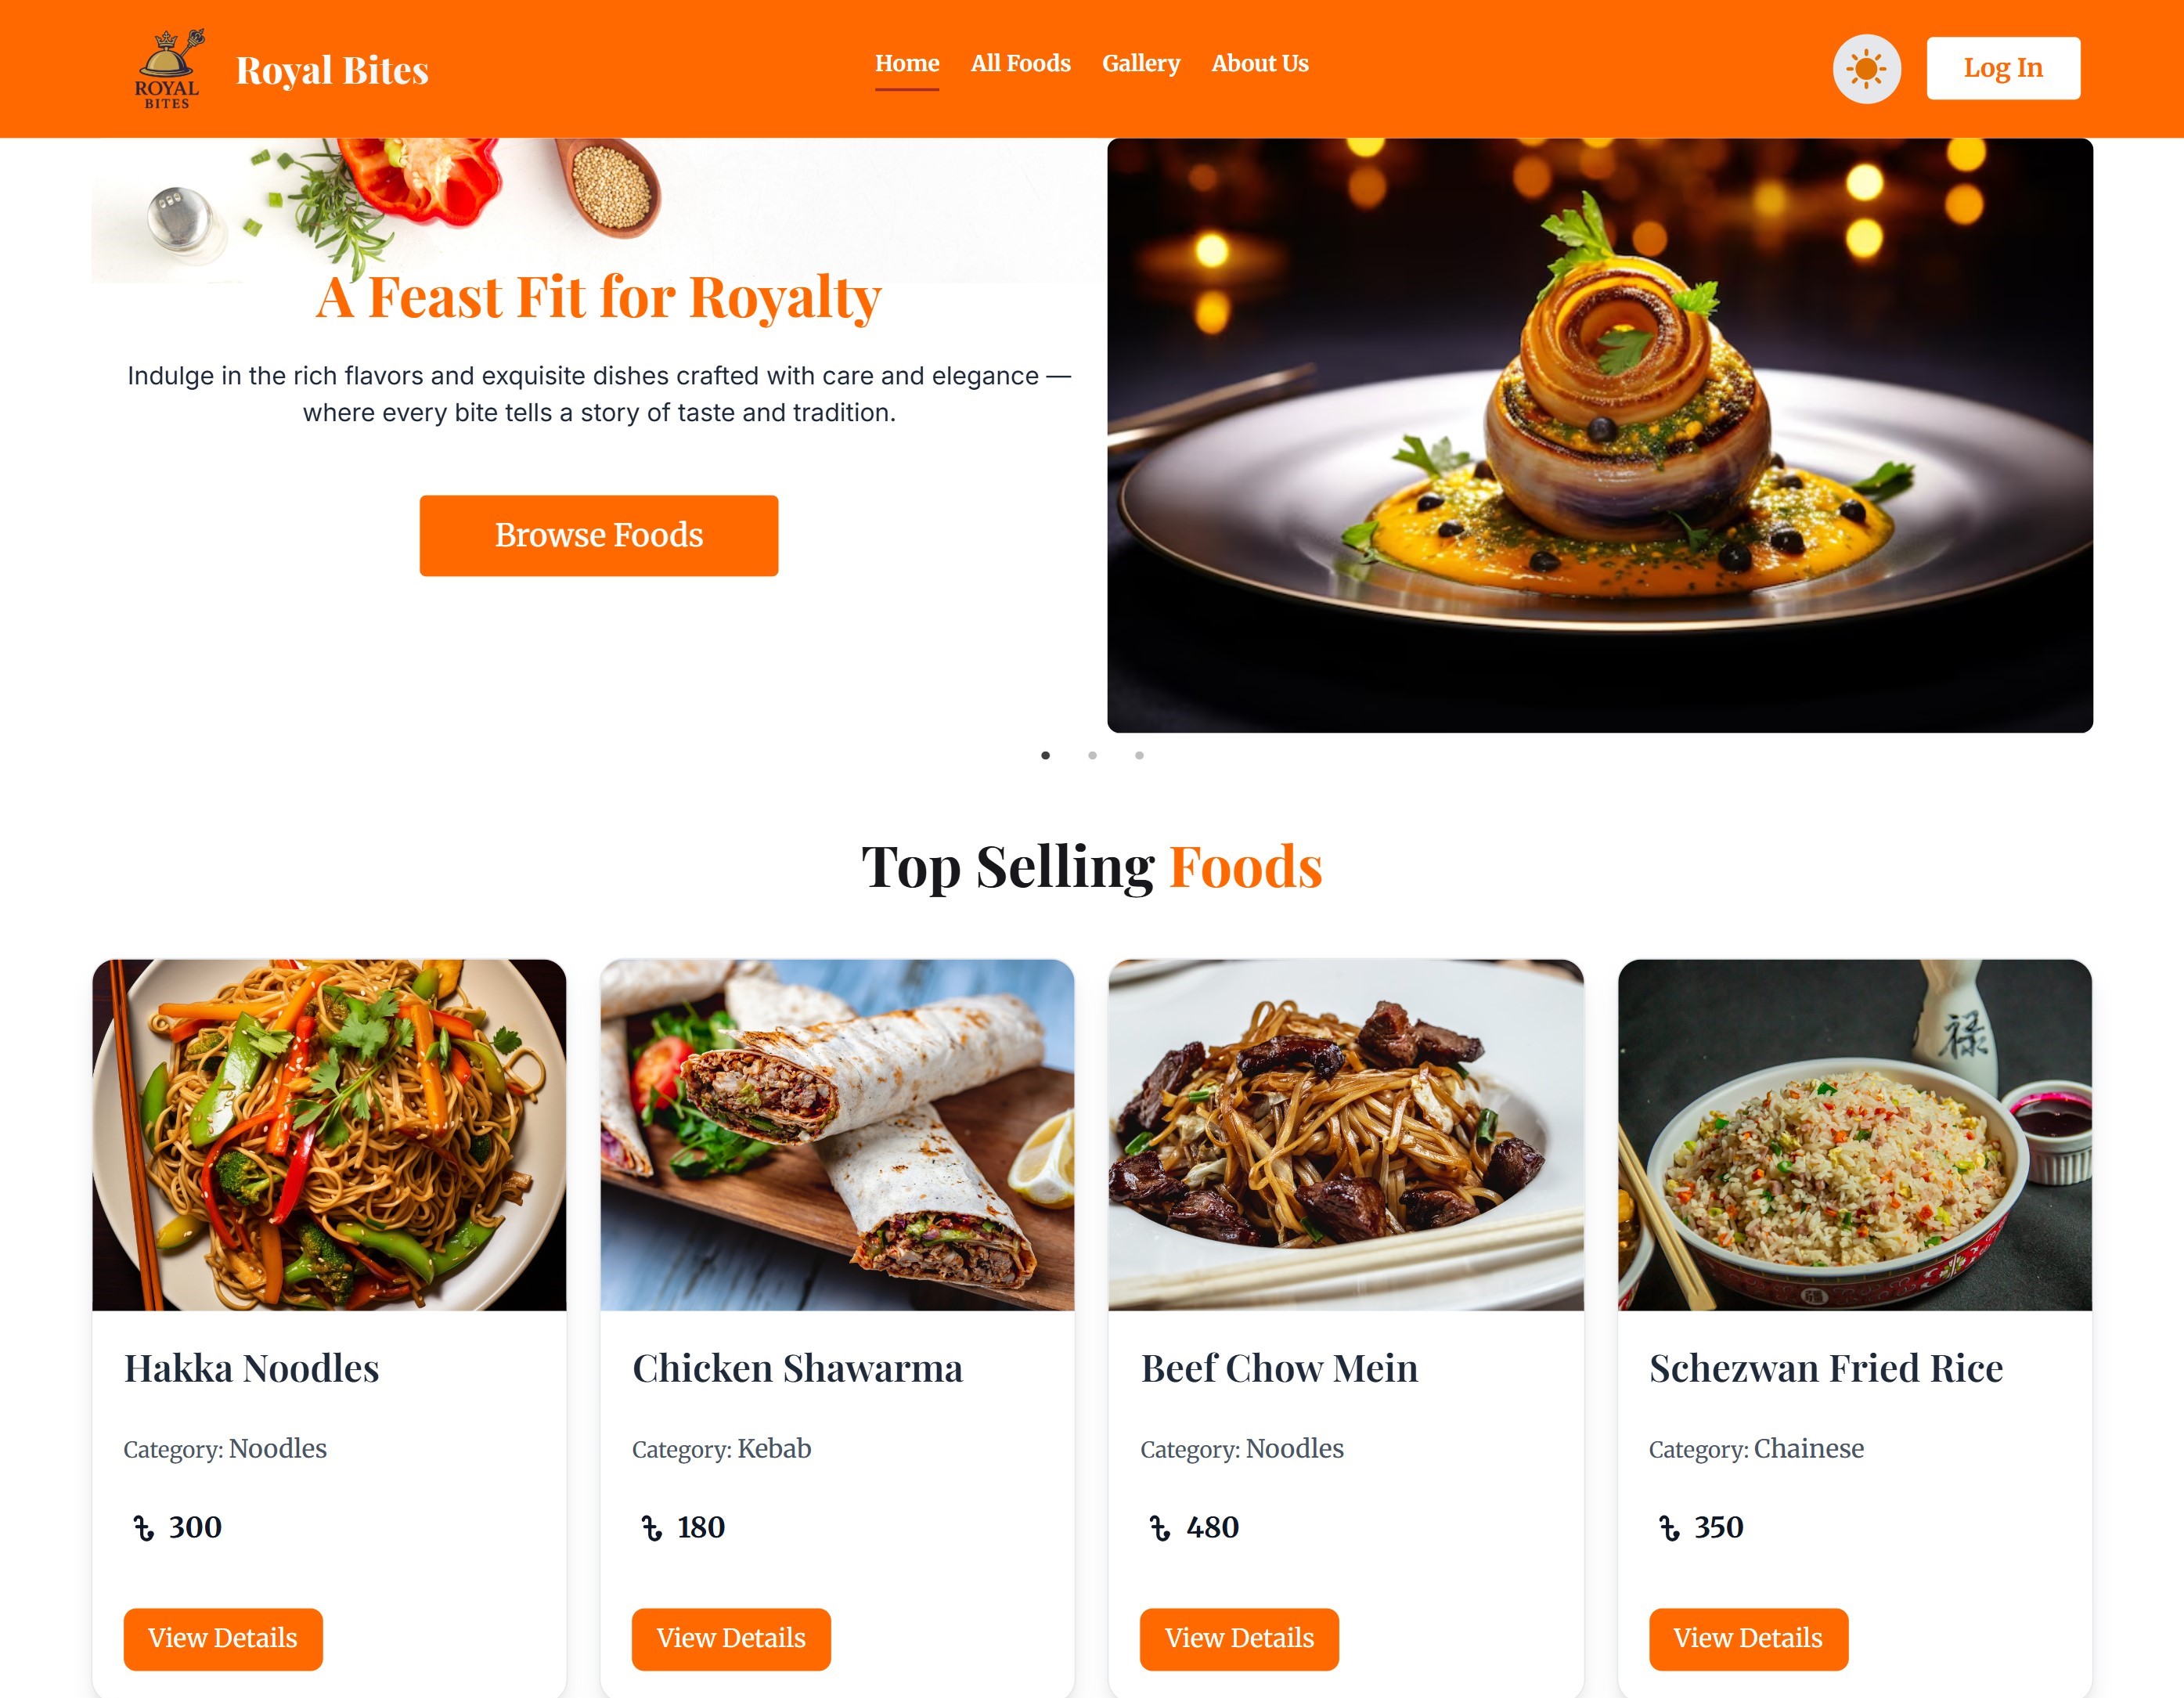 ROYAL
BITES
Royal Bites
Home
All Foods
Gallery
About Us
Log In
A Feast Fit for Royalty
Indulge in the rich flavors and exquisite dishes crafted with care and elegance —
where every bite tells a story of taste and tradition.
Browse Foods
Top Selling Foods
禄
Hakka Noodles
Category: Noodles
৳ 300
View Details
Chicken Shawarma
Category: Kebab
৳ 180
View Details
Beef Chow Mein
Category: Noodles
৳ 480
View Details
Schezwan Fried Rice
Category: Chainese
৳ 350
View Details